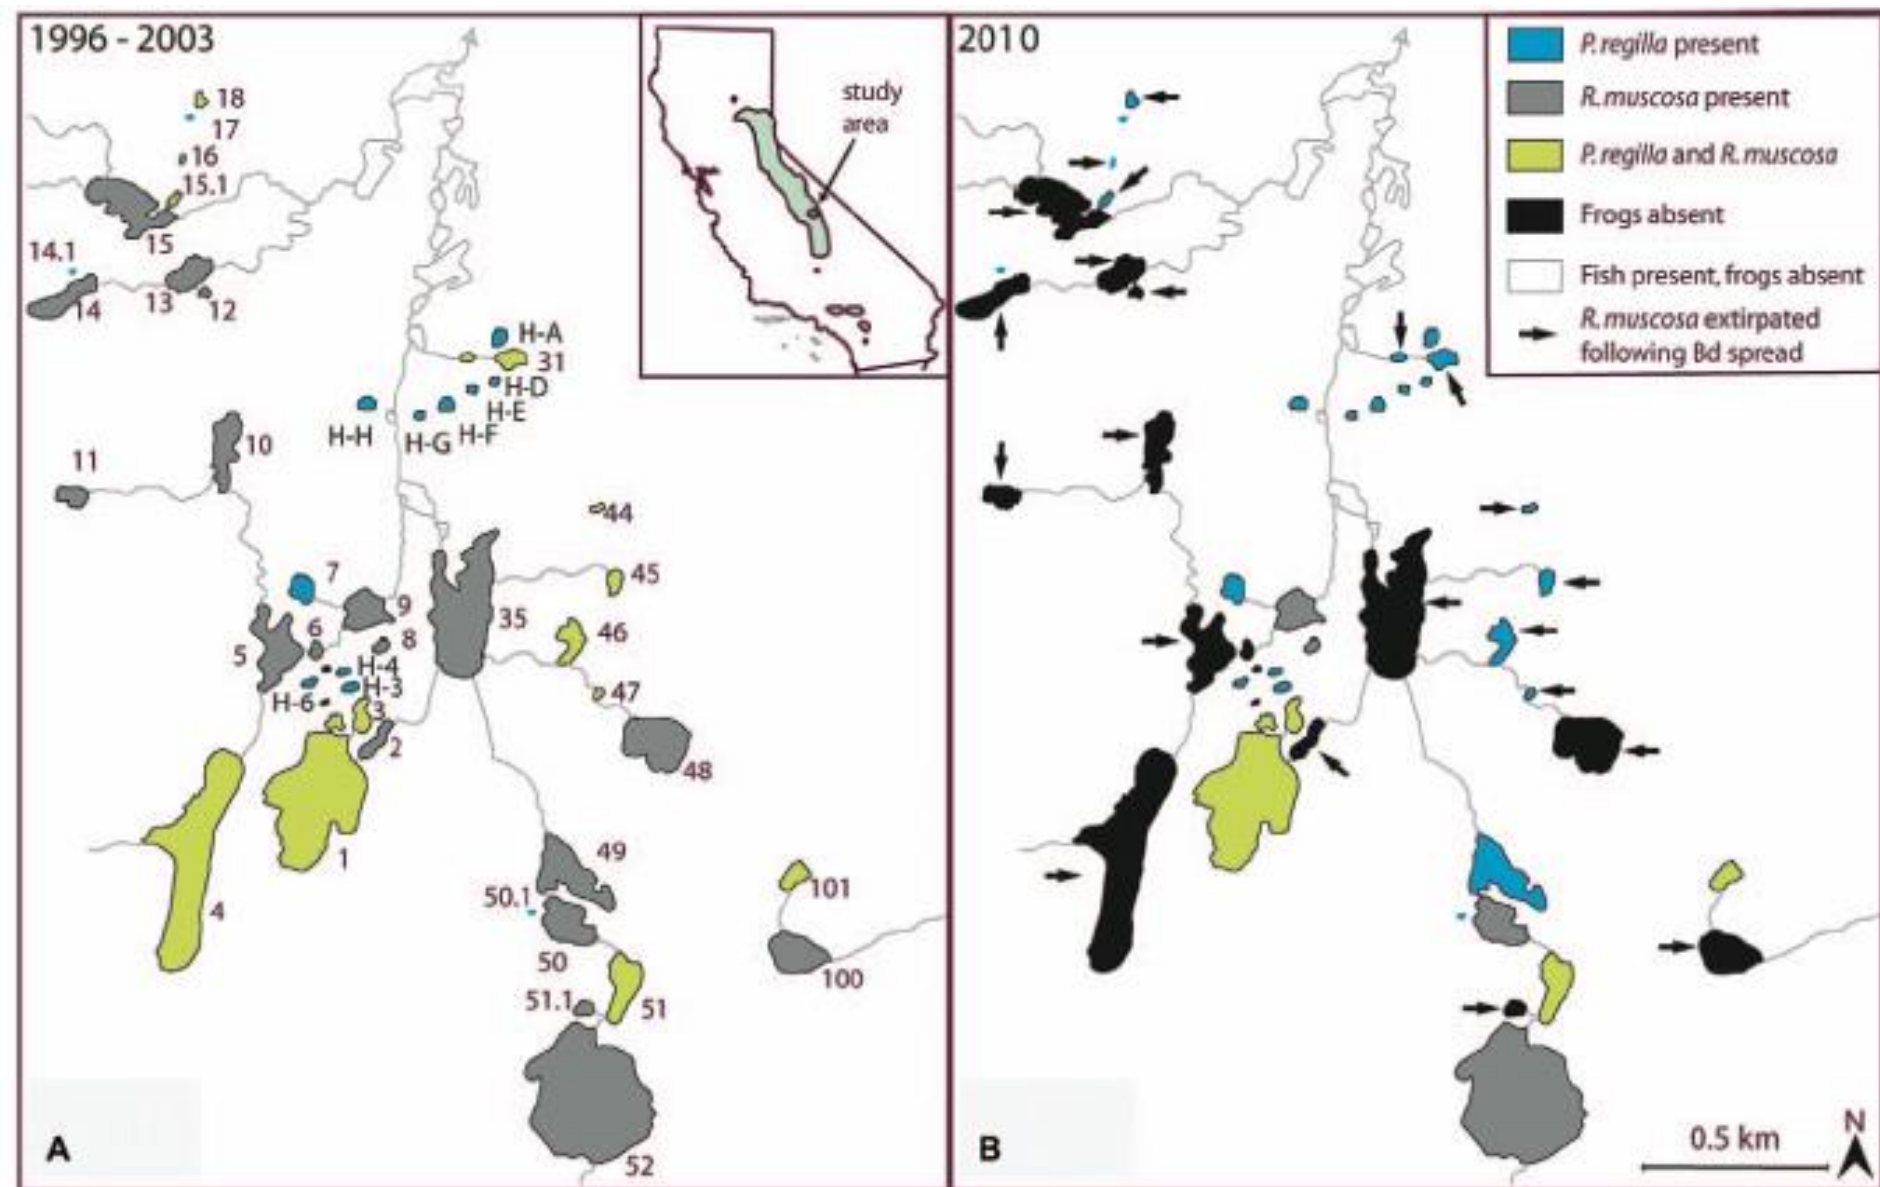 1996 - 2003
18
17
16
15.1
15
14.1
14
13
12
study
area
H-A
31
H-D
H-E
H-F
H-G
H-H
10
11
44
45
7
9
35
46
6
8
5
H-4
H-3
H-6
3
47
2
48
1
4
49
50.1
101
50
100
51.1
51
52
A
2010
P. regilla present
R. muscosa present
P. regilla and R. muscosa
Frogs absent
Fish present, frogs absent
R. muscosa extirpated
following Bd spread
B
0.5 km
N